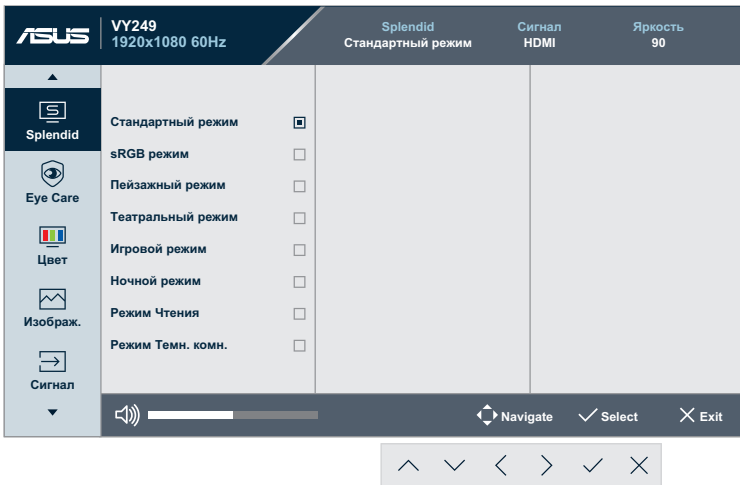 ASUS
VY249
1920x1080 60Hz
Splendid
Стандартный режим
Сигнал
HDMI
Яркость
90
Splendid
Eye Care
Цвет
Изображ.
Сигнал
Стандартный режим
sRGB режим
Пейзажный режим
Театральный режим
Игровой режим
Ночной режим
Режим Чтения
Режим Темн. комн.
Navigate
Select
Exit